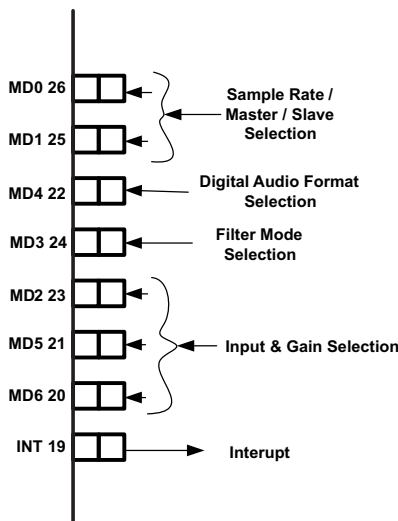 MD0 26
MD1 25
Sample Rate /
Master / Slave
Selection
MD4 22
Digital Audio Format
Selection
MD3 24
Filter Mode
Selection
MD2 23
MD5 21
MD6 20
Input & Gain Selection
INT 19
Interupt